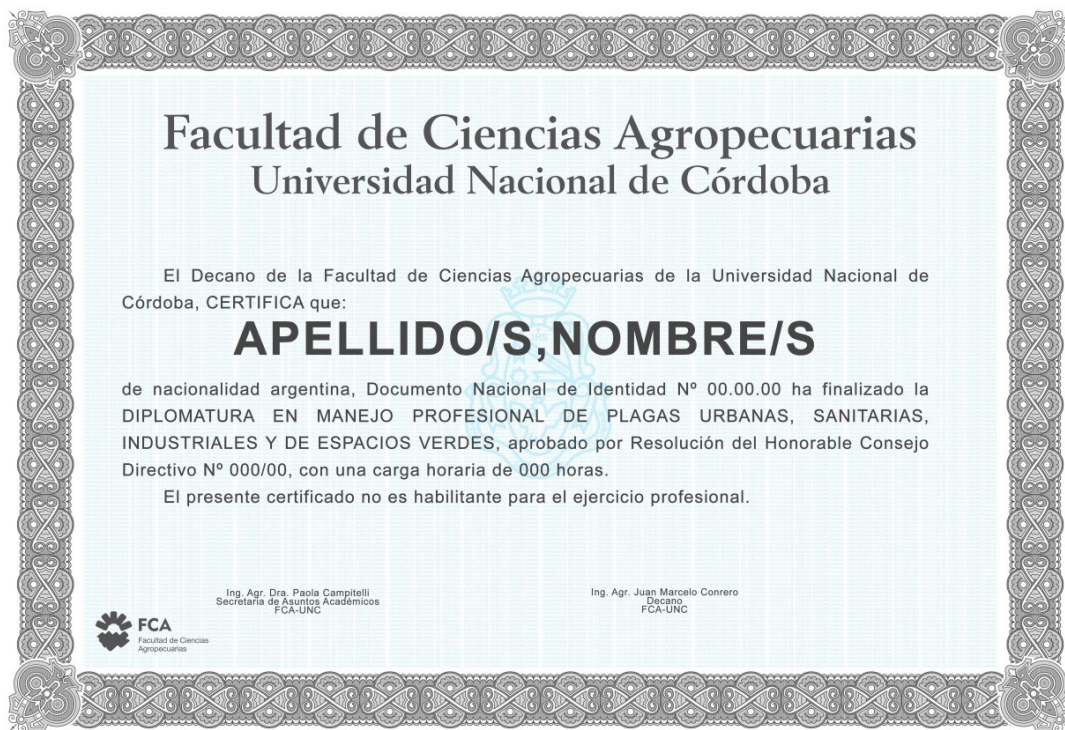 Facultad de Ciencias Agropecuarias
Universidad Nacional de Córdoba
El Decano de la Facultad de Ciencias Agropecuarias de la Universidad Nacional de
Córdoba, CERTIFICA que:
APELLIDO/S,NOMBRE/S
de nacionalidad argentina, Documento Nacional de Identidad Nº 00.00.00 ha finalizado la
DIPLOMATURA EN MANEJO PROFESIONAL DE PLAGAS URBANAS, SANITARIAS,
INDUSTRIALES Y DE ESPACIOS VERDES, aprobado por Resolución del Honorable Consejo
Directivo Nº 000/00, con una carga horaria de 000 horas.
El presente certificado no es habilitante para el ejercicio profesional.
Ing. Agr. Dra. Paola Campitelli
Secretaria de Asuntos Académicos
FCA-UNC
Ing. Agr. Juan Marcelo Conrero
Decano
FCA-UNC
FCA
Facultad de Ciencias
Agropecuarias